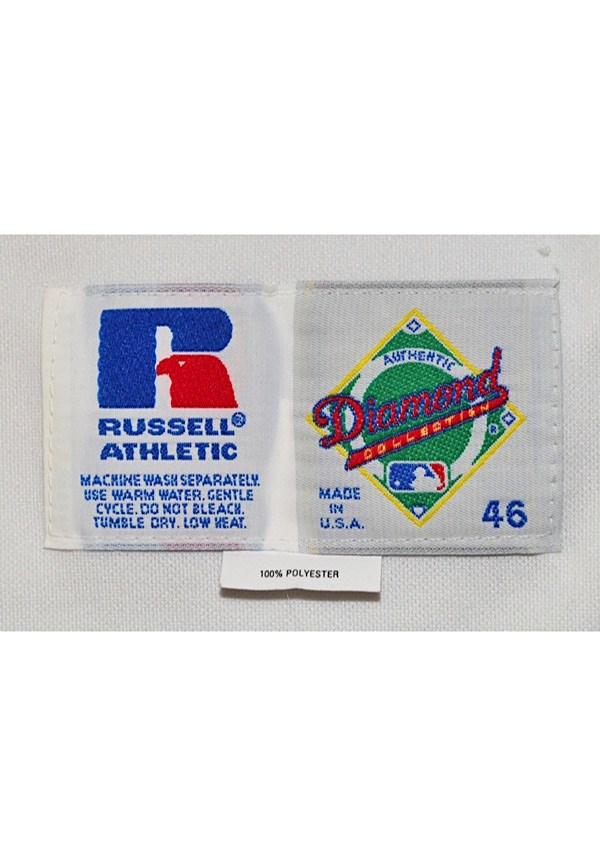 RUSSELL®
ATHLETIC
MACHINE WASH SEPARATELY.
USE WARM WATER. GENTLE
CYCLE. DO NOT BLEACH.
TUMBLE DRY. LOW HEAT.
AUTHENTIC
Diamond
COLLECTION
®
MADE
IN
U.S.A.
46
100% POLYESTER